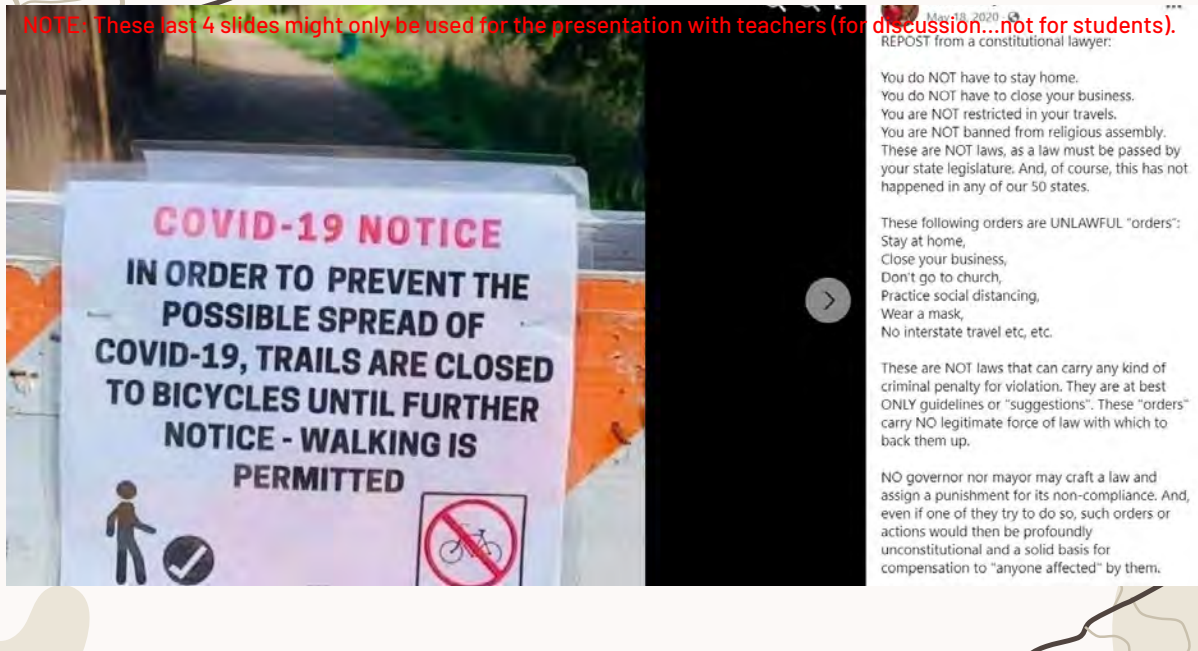 NOTE: These last 4 slides might only be used for the presentation with teachers (for discussion...not for students).
COVID-19 NOTICE
IN ORDER TO PREVENT THE
POSSIBLE SPREAD OF
COVID-19, TRAILS ARE CLOSED
TO BICYCLES UNTIL FURTHER
NOTICE - WALKING IS
PERMITTED
May 18, 2020
REPOST from a constitutional lawyer:
You do NOT have to stay home.
You do NOT have to close your business.
You are NOT restricted in your travels.
You are NOT banned from religious assembly.
These are NOT laws, as a law must be passed by
your state legislature. And, of course, this has not
happened in any of our 50 states.
These following orders are UNLAWFUL "orders":
Stay at home,
Close your business,
Don't go to church,
Practice social distancing,
Wear a mask,
No interstate travel etc, etc.
These are NOT laws that can carry any kind of
criminal penalty for violation. They are at best
ONLY guidelines or "suggestions". These "orders"
carry NO legitimate force of law with which to
back them up.
NO governor nor mayor may craft a law and
assign a punishment for its non-compliance. And,
even if one of they try to do so, such orders or
actions would then be profoundly
unconstitutional and a solid basis for
compensation to "anyone affected" by them.